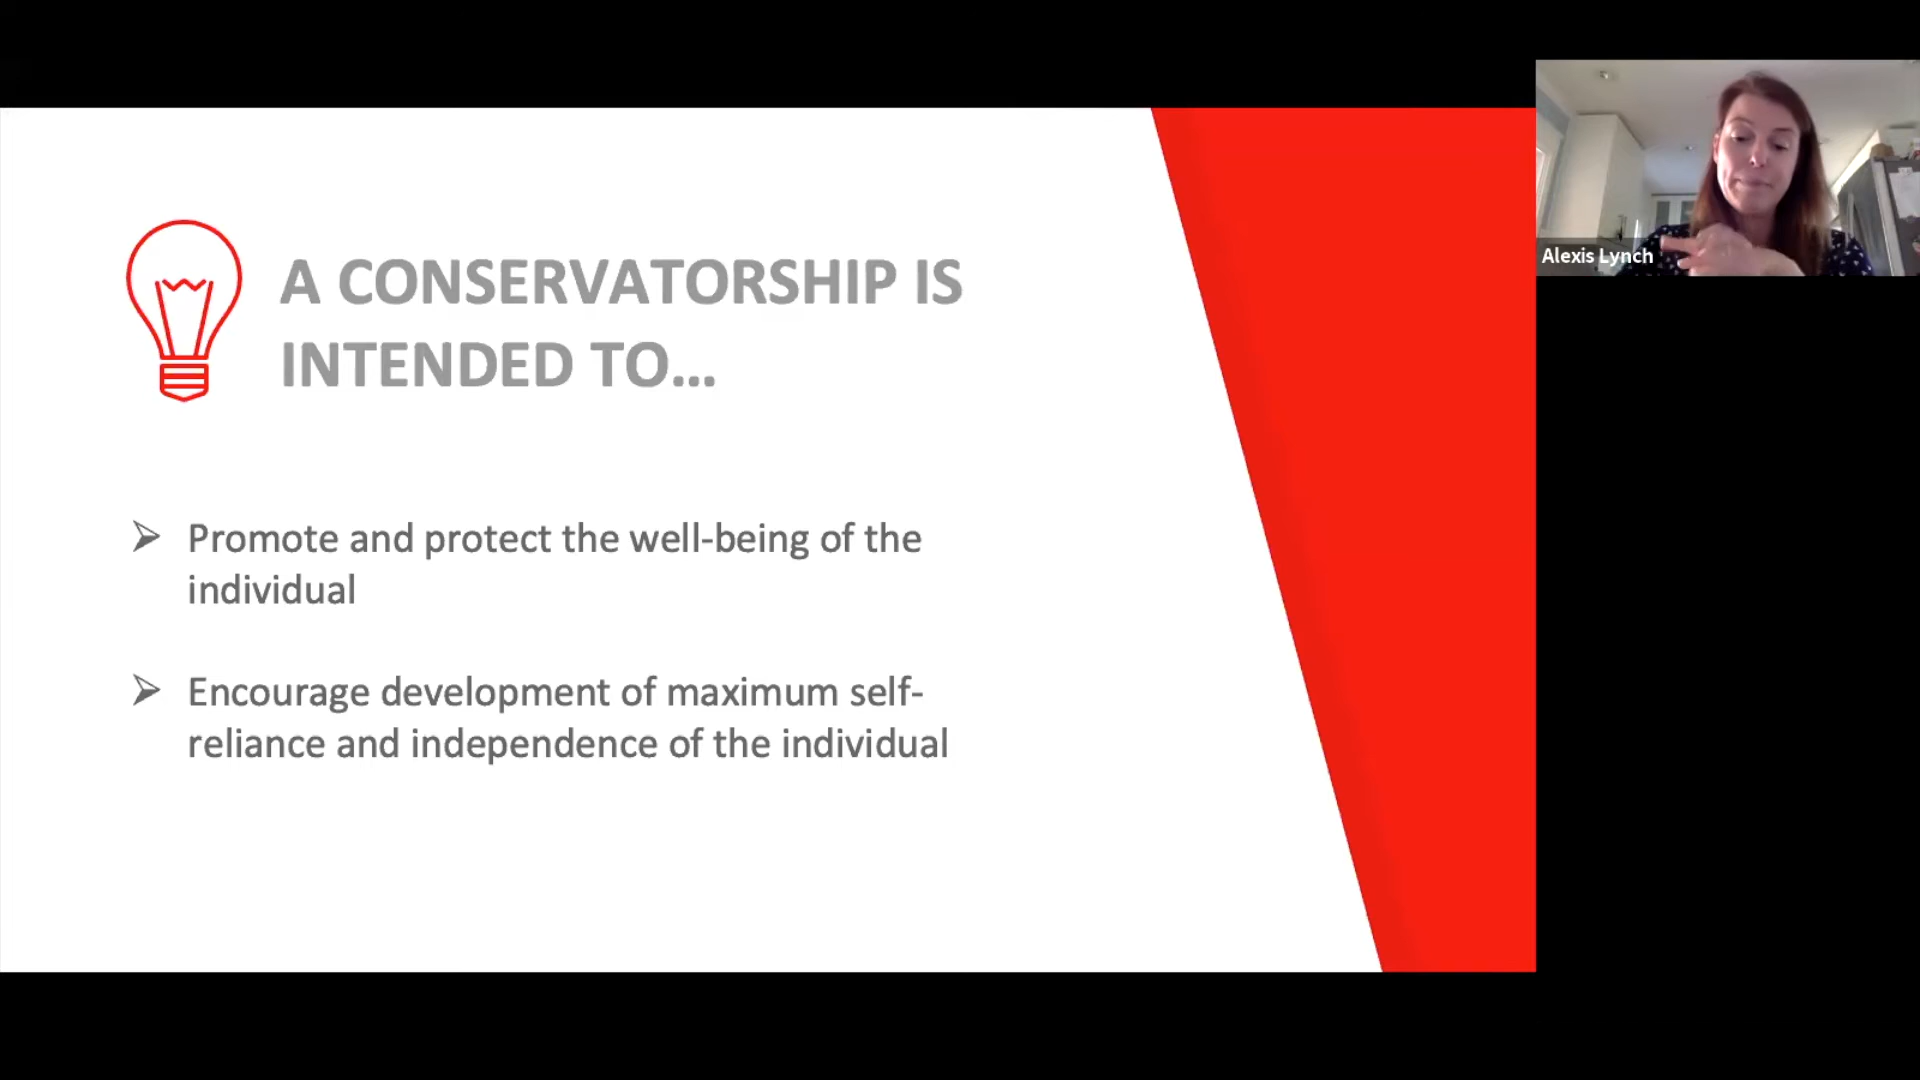 A CONSERVATORSHIP IS
INTENDED TO...
Promote and protect the well-being of the
individual
Encourage development of maximum self-
reliance and independence of the individual
Alexis Lynch